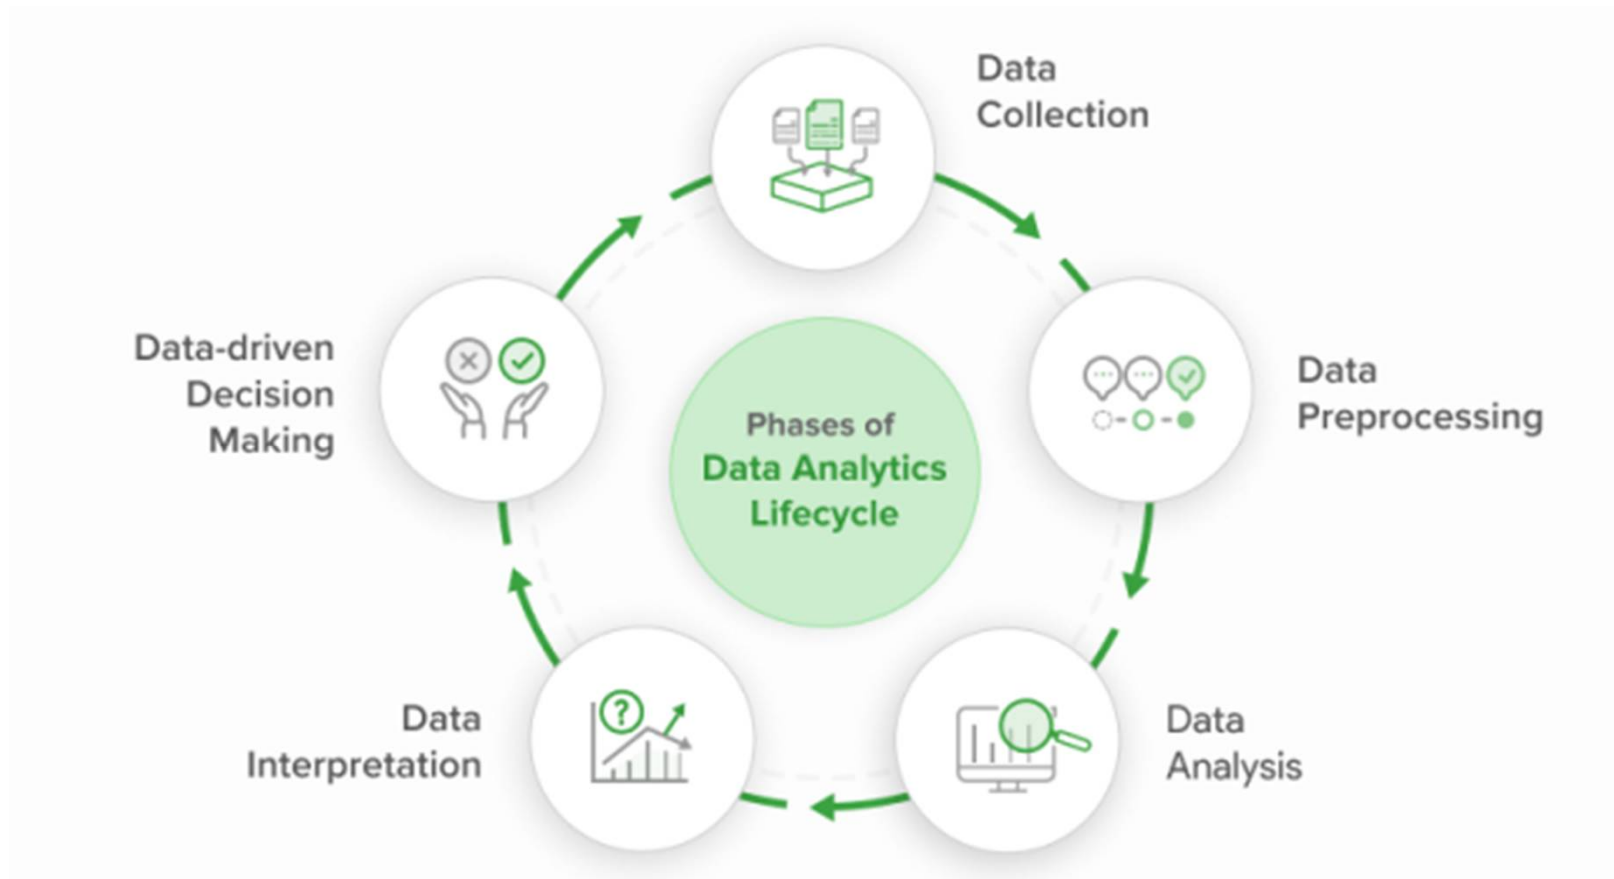 Data
Collection
Data
Preprocessing
Data
Analysis
Data
Interpretation
Data-driven
Decision
Making
Phases of
Data Analytics
Lifecycle
?